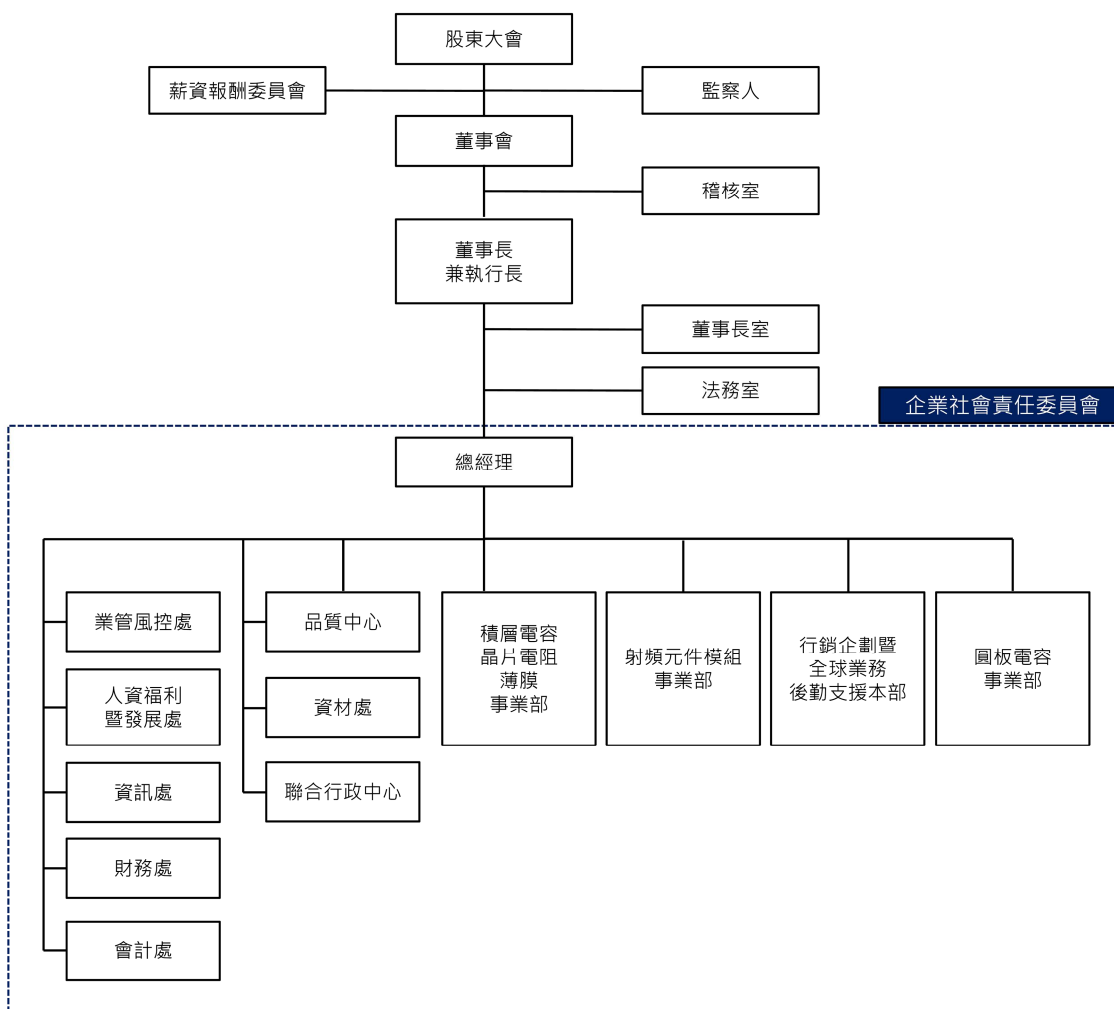 股東大會
薪資報酬委員會
監察人
董事會
稽核室
董事長
兼執行長
董事長室
法務室
企業社會責任委員會
總經理
業管風控處
人資福利
暨發展處
資訊處
財務處
會計處
品質中心
資材處
聯合行政中心
積層電容
晶片電阻
薄膜
事業部
射頻元件模組
事業部
行銷企劃暨
全球業務
後勤支援本部
圓板電容
事業部